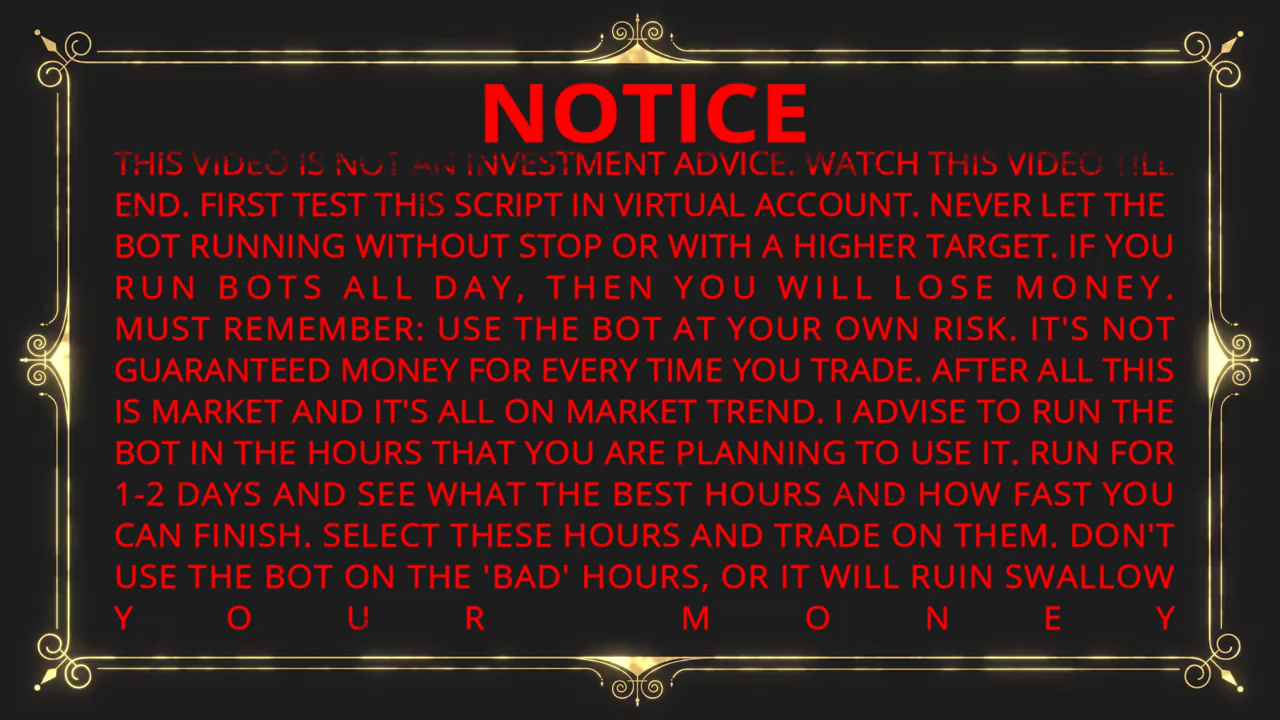 NOTICE
THIS VIDEO IS NOT AN INVESTMENT ADVICE. WATCH THIS VIDEO TILL
END. FIRST TEST THIS SCRIPT IN VIRTUAL ACCOUNT. NEVER LET THE
BOT RUNNING WITHOUT STOP OR WITH A HIGHER TARGET. IF YOU
RUN BOTS ALL DAY, THEN YOU WILL LOSE MONEY.
MUST REMEMBER: USE THE BOT AT YOUR OWN RISK. IT'S NOT
GUARANTEED MONEY FOR EVERY TIME YOU TRADE. AFTER ALL THIS
IS MARKET AND IT'S ALL ON MARKET TREND. I ADVISE TO RUN THE
BOT IN THE HOURS THAT YOU ARE PLANNING TO USE IT. RUN FOR
1-2 DAYS AND SEE WHAT THE BEST HOURS AND HOW FAST YOU
CAN FINISH. SELECT THESE HOURS AND TRADE ON THEM. DON'T
USE THE BOT ON THE 'BAD' HOURS, OR IT WILL RUIN SWALLOW
YOUR MONEY